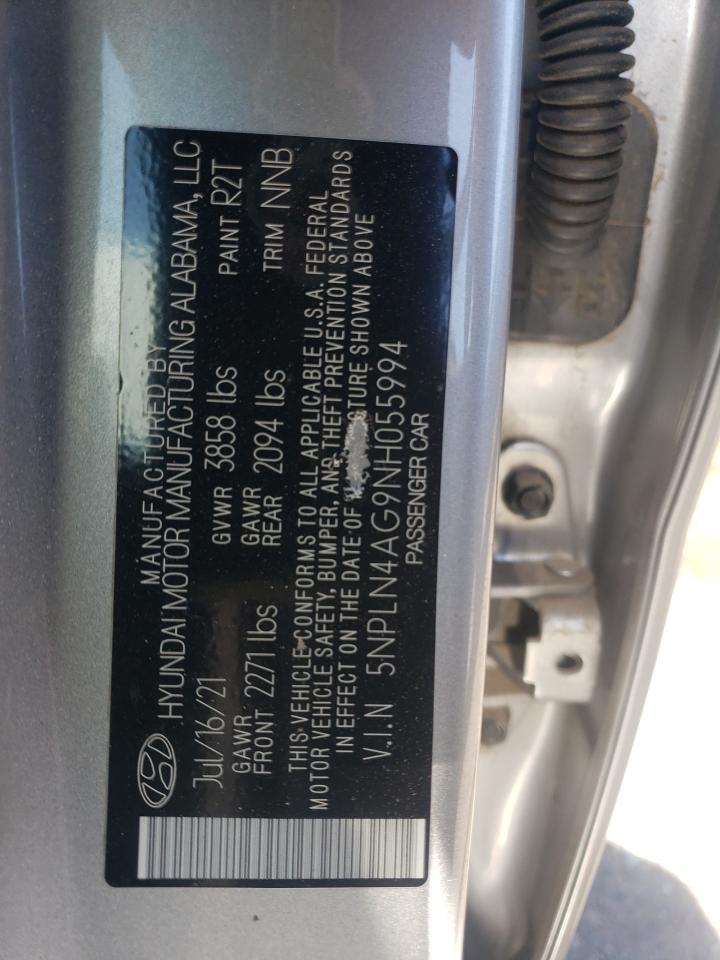 MANUFACTURED BY
HYUNDAI MOTOR MANUFACTURING ALABAMA, LLC
Jul/16/21 GVWR 3858 lbs PAINT R2T
GAWR FRONT 2271 lbs GAWR REAR 2094 lbs TRIM NNB
THIS VEHICLE CONFORMS TO ALL APPLICABLE U.S.A. FEDERAL
MOTOR VEHICLE SAFETY, BUMPER, AND THEFT PREVENTION STANDARDS
IN EFFECT ON THE DATE OF SHOWN ABOVE
V.I.N 5NPLN4AG9NH055994
PASSENGER CAR